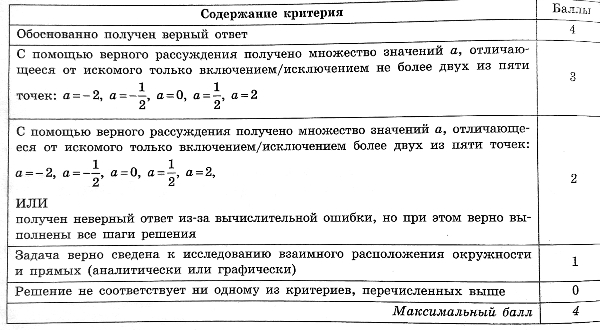 Содержание критерия Баллы
Обоснованно получен верный ответ 4
С помощью верного рассуждения получено множество значений a, отличаю-
щееся от искомого только включением/исключением не более двух из пяти
точек: a = −2, a = −1/2, a = 0, a = 1/2, a = 2
3
С помощью верного рассуждения получено множество значений a, отличающе-
еся от искомого только включением/исключением более двух из пяти точек:
a = −2, a = −1/2, a = 0, a = 1/2, a = 2,
ИЛИ
получен неверный ответ из-за вычислительной ошибки, но при этом верно вы-
полнены все шаги решения
2
Задача верно сведена к исследованию взаимного расположения окружности
и прямых (аналитически или графически)
1
Решение не соответствует ни одному из критериев, перечисленных выше 0
Максимальный балл 4